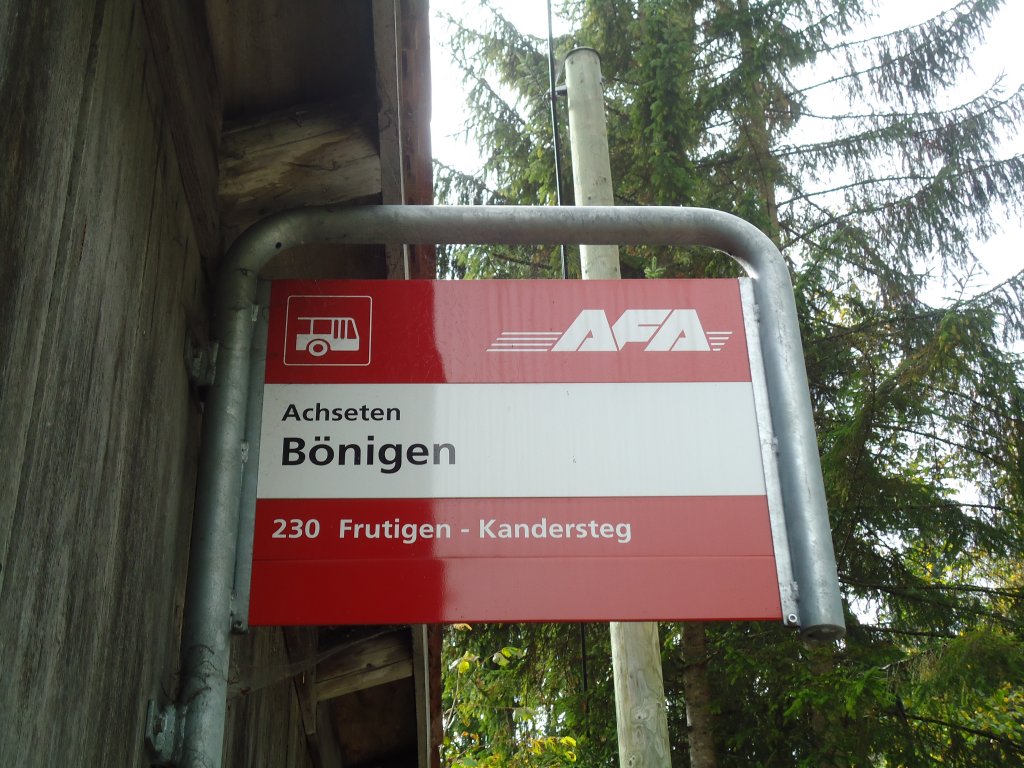 AFA
Achseten
Bönigen
230 Frutigen - Kandersteg